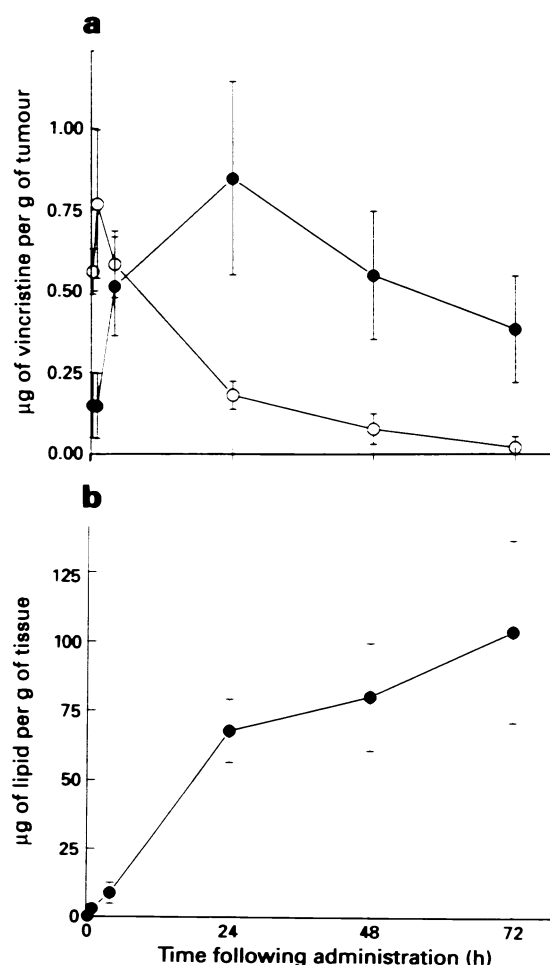 a
µg of vincristine per g of tumour
1.00
0.75
0.50
0.25
0.00
b
µg of lipid per g of tissue
125
100
75
50
25
0
0 24 48 72
Time following administration (h)